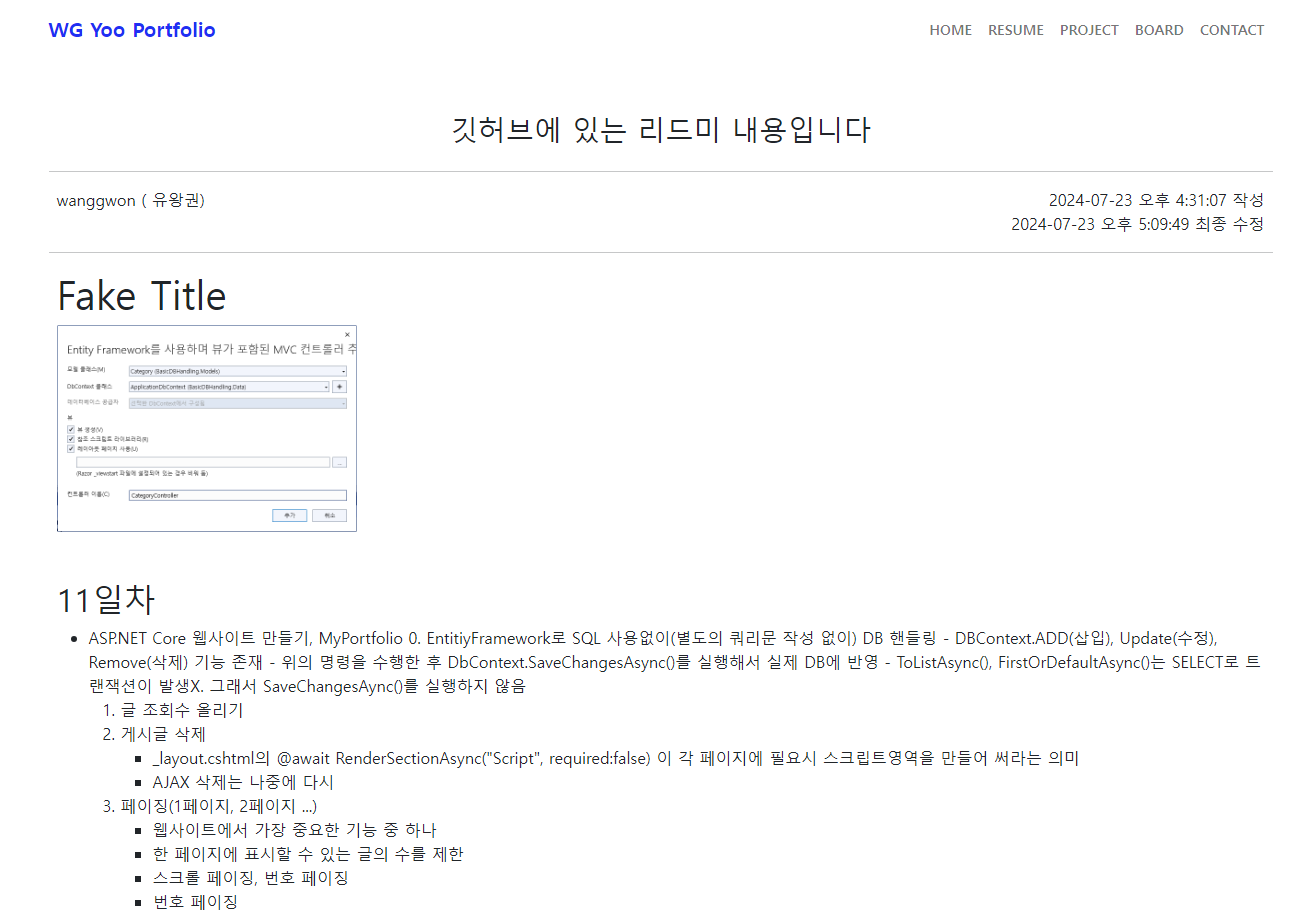 WG Yoo Portfolio
HOME RESUME PROJECT BOARD CONTACT
깃허브에 있는 리드미 내용입니다
wanggwon ( 유왕권)
2024-07-23 오후 4:31:07 작성
2024-07-23 오후 5:09:49 최종 수정
Fake Title
Entity Framework를 사용하며 뷰가 포함된 MVC 컨트롤러 추
모델 클래스(M)
Category (BasicDBHandling.Models)
DbContext 클래스
ApplicationDbContext (BasicDBHandling.Data)
데이터베이스 공급자
뷰
뷰 생성(V)
참조 스크립트 라이브러리(R)
레이아웃 페이지 사용(U)
...
(Razor _viewstart 파일에 설정되어 있는 경우 비워 둠)
컨트롤러 이름(C)
CategoryController
추가 취소
11일차
ASP.NET Core 웹사이트 만들기, MyPortfolio 0. EntitiyFramework로 SQL 사용없이(별도의 쿼리문 작성 없이) DB 핸들링 - DBContext.ADD(삽입), Update(수정),
Remove(삭제) 기능 존재 - 위의 명령을 수행한 후 DbContext.SaveChangesAsync()를 실행해서 실제 DB에 반영 - ToListAsync(), FirstOrDefaultAsync()는 SELECT로 트
랜잭션이 발생X. 그래서 SaveChangesAync()를 실행하지 않음
1. 글 조회수 올리기
2. 게시글 삭제
_layout.cshtml의 @await RenderSectionAsync("Script", required:false) 이 각 페이지에 필요시 스크립트영역을 만들어 써라는 의미
AJAX 삭제는 나중에 다시
3. 페이징(1페이지, 2페이지 ...)
웹사이트에서 가장 중요한 기능 중 하나
한 페이지에 표시할 수 있는 글의 수를 제한
스크롤 페이징, 번호 페이징
번호 페이징